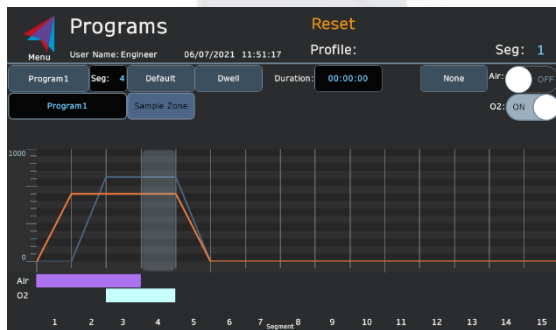 Programs
Reset
Menu
User Name: Engineer
06/07/2021 11:51:17
Profile:
Seg: 1
Program1
Seg: 4
Default
Dwell
Duration: 00:00:00
None
Air: OFF
Program1
Sample Zone
O2: ON
1000
0
Air
O2
1 2 3 4 5 6 7 Segment 8 9 10 11 12 13 14 15